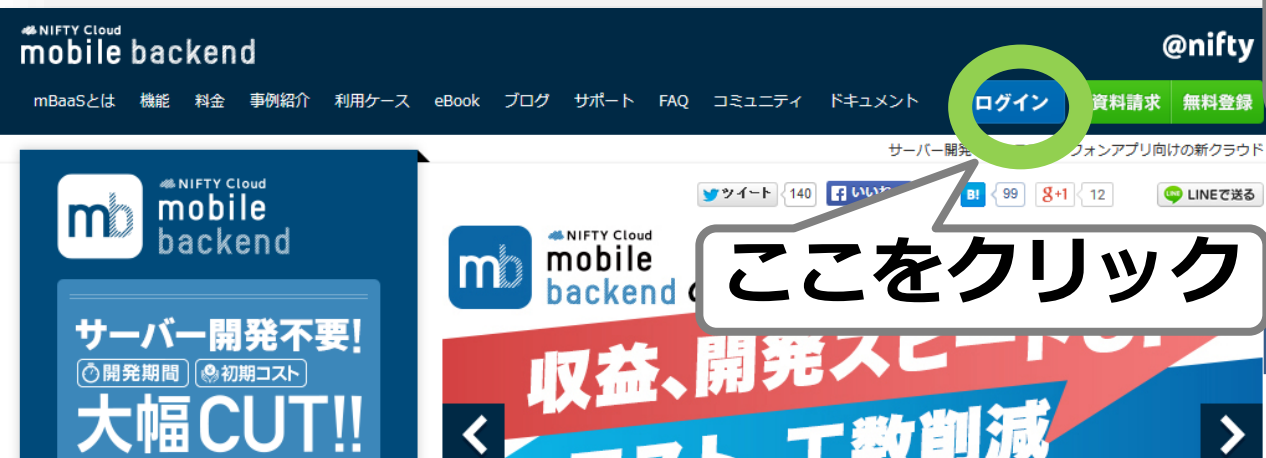 NIFTY Cloud
mobile backend
@nifty
mBaaSとは 機能 料金 事例紹介 利用ケース eBook ブログ サポート FAQ コミュニティ ドキュメント ログイン 資料請求 無料登録
サーバー開発 フォンアプリ向けの新クラウド
ツイート 140 いいね B! 99 g+1 12 LINEで送る
NIFTY Cloud
mobile
backend
mb
NIFTY Cloud
mobile
backend
mb
ここをクリック
サーバー開発不要!
開発期間 初期コスト
大幅CUT!!
収益、開発スピード
コスト、工数削減